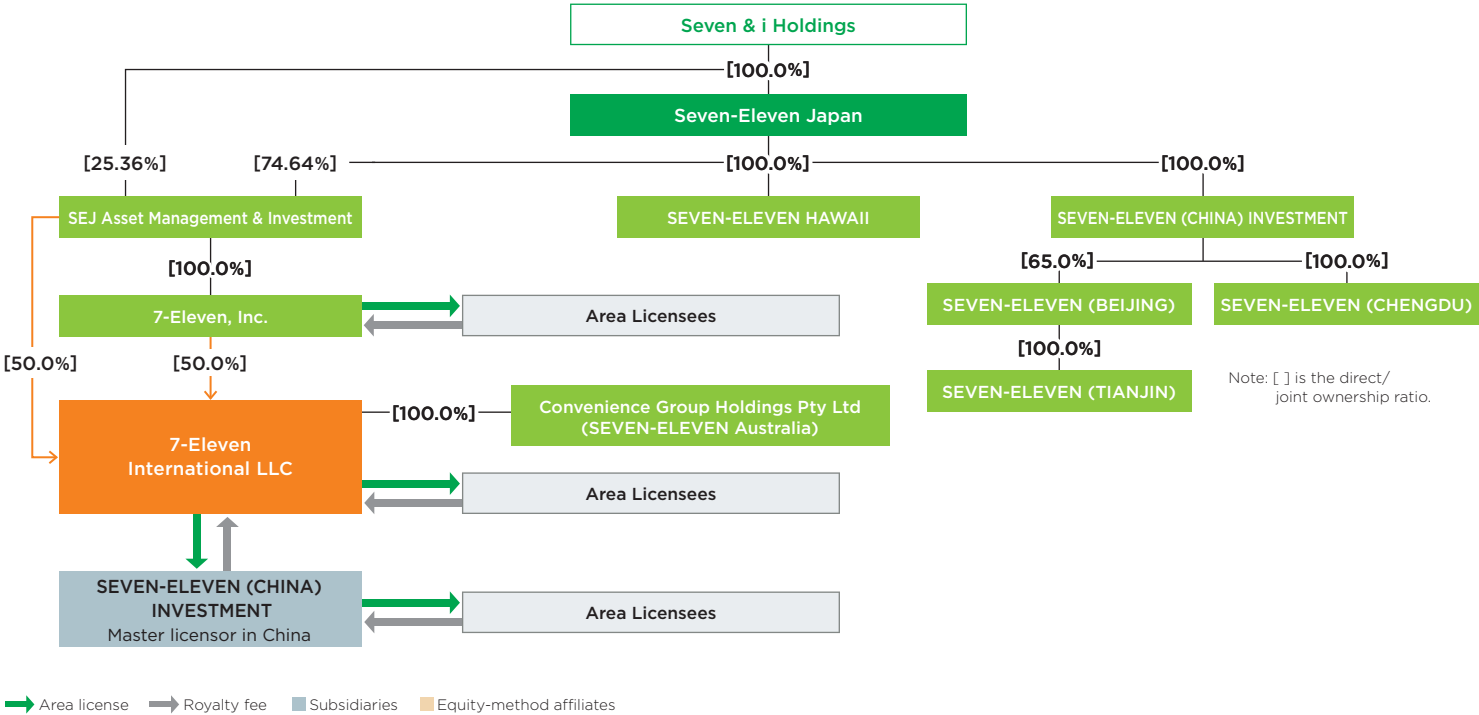 Seven & i Holdings
[100.0%]
Seven-Eleven Japan
[25.36%]
[74.64%]
[100.0%]
[100.0%]
SEJ Asset Management & Investment
SEVEN-ELEVEN HAWAII
SEVEN-ELEVEN (CHINA) INVESTMENT
[100.0%]
[65.0%]
[100.0%]
7-Eleven, Inc.
Area Licensees
SEVEN-ELEVEN (BEIJING)
SEVEN-ELEVEN (CHENGDU)
[50.0%]
[50.0%]
[100.0%]
SEVEN-ELEVEN (TIANJIN)
Note: [ ] is the direct/
joint ownership ratio.
7-Eleven
International LLC
[100.0%]
Convenience Group Holdings Pty Ltd
(SEVEN-ELEVEN Australia)
Area Licensees
SEVEN-ELEVEN (CHINA)
INVESTMENT
Master licensor in China
Area Licensees
Area license
Royalty fee
Subsidiaries
Equity-method affiliates